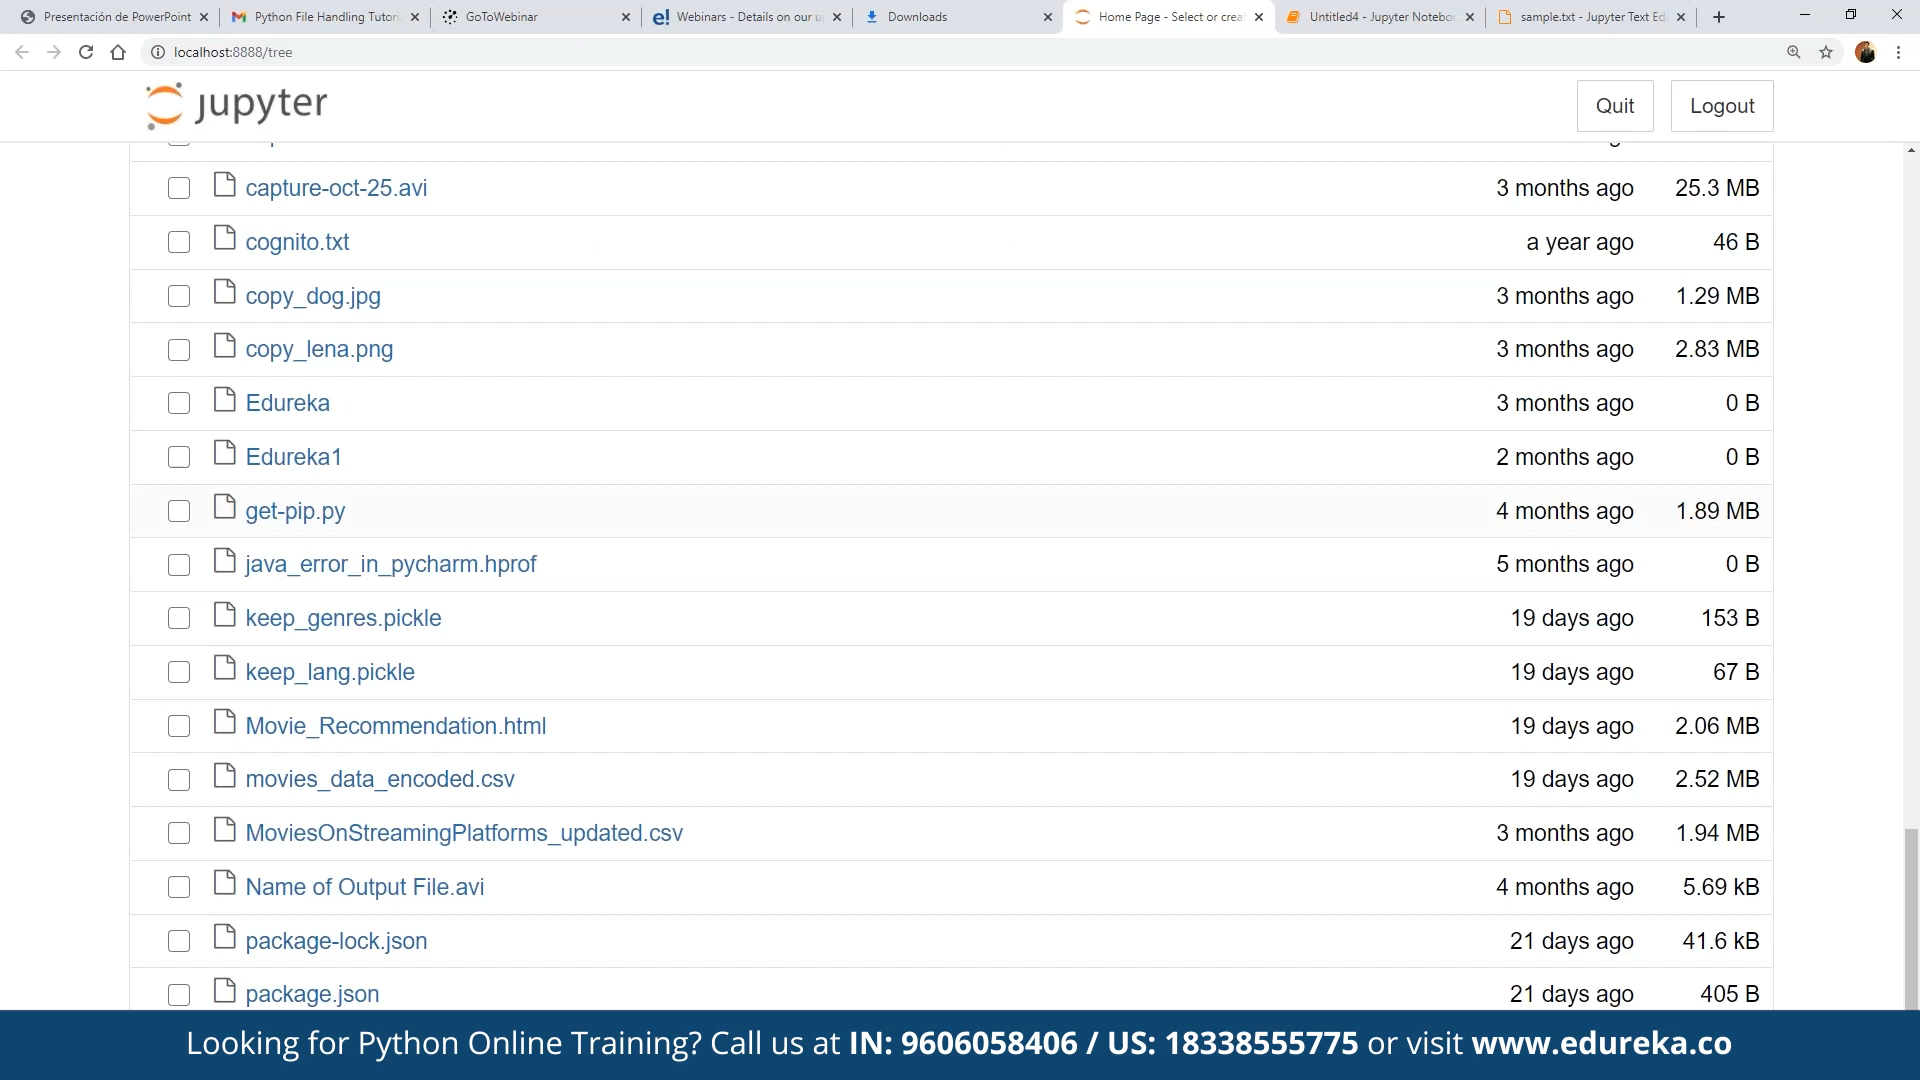 Presentación de PowerPoint
Python File Handling Tutori
GoToWebinar
e! Webinars - Details on our u
Downloads
Home Page - Select or crea
Untitled4 - Jupyter Notebo
sample.txt - Jupyter Text Ed
localhost:8888/tree
jupyter
Quit
Logout
capture-oct-25.avi 3 months ago 25.3 MB
cognito.txt a year ago 46 B
copy_dog.jpg 3 months ago 1.29 MB
copy_lena.png 3 months ago 2.83 MB
Edureka 3 months ago 0 B
Edureka1 2 months ago 0 B
get-pip.py 4 months ago 1.89 MB
java_error_in_pycharm.hprof 5 months ago 0 B
keep_genres.pickle 19 days ago 153 B
keep_lang.pickle 19 days ago 67 B
Movie_Recommendation.html 19 days ago 2.06 MB
movies_data_encoded.csv 19 days ago 2.52 MB
MoviesOnStreamingPlatforms_updated.csv 3 months ago 1.94 MB
Name of Output File.avi 4 months ago 5.69 kB
package-lock.json 21 days ago 41.6 kB
package.json 21 days ago 405 B
Looking for Python Online Training? Call us at IN: 9606058406 / US: 18338555775 or visit www.edureka.co